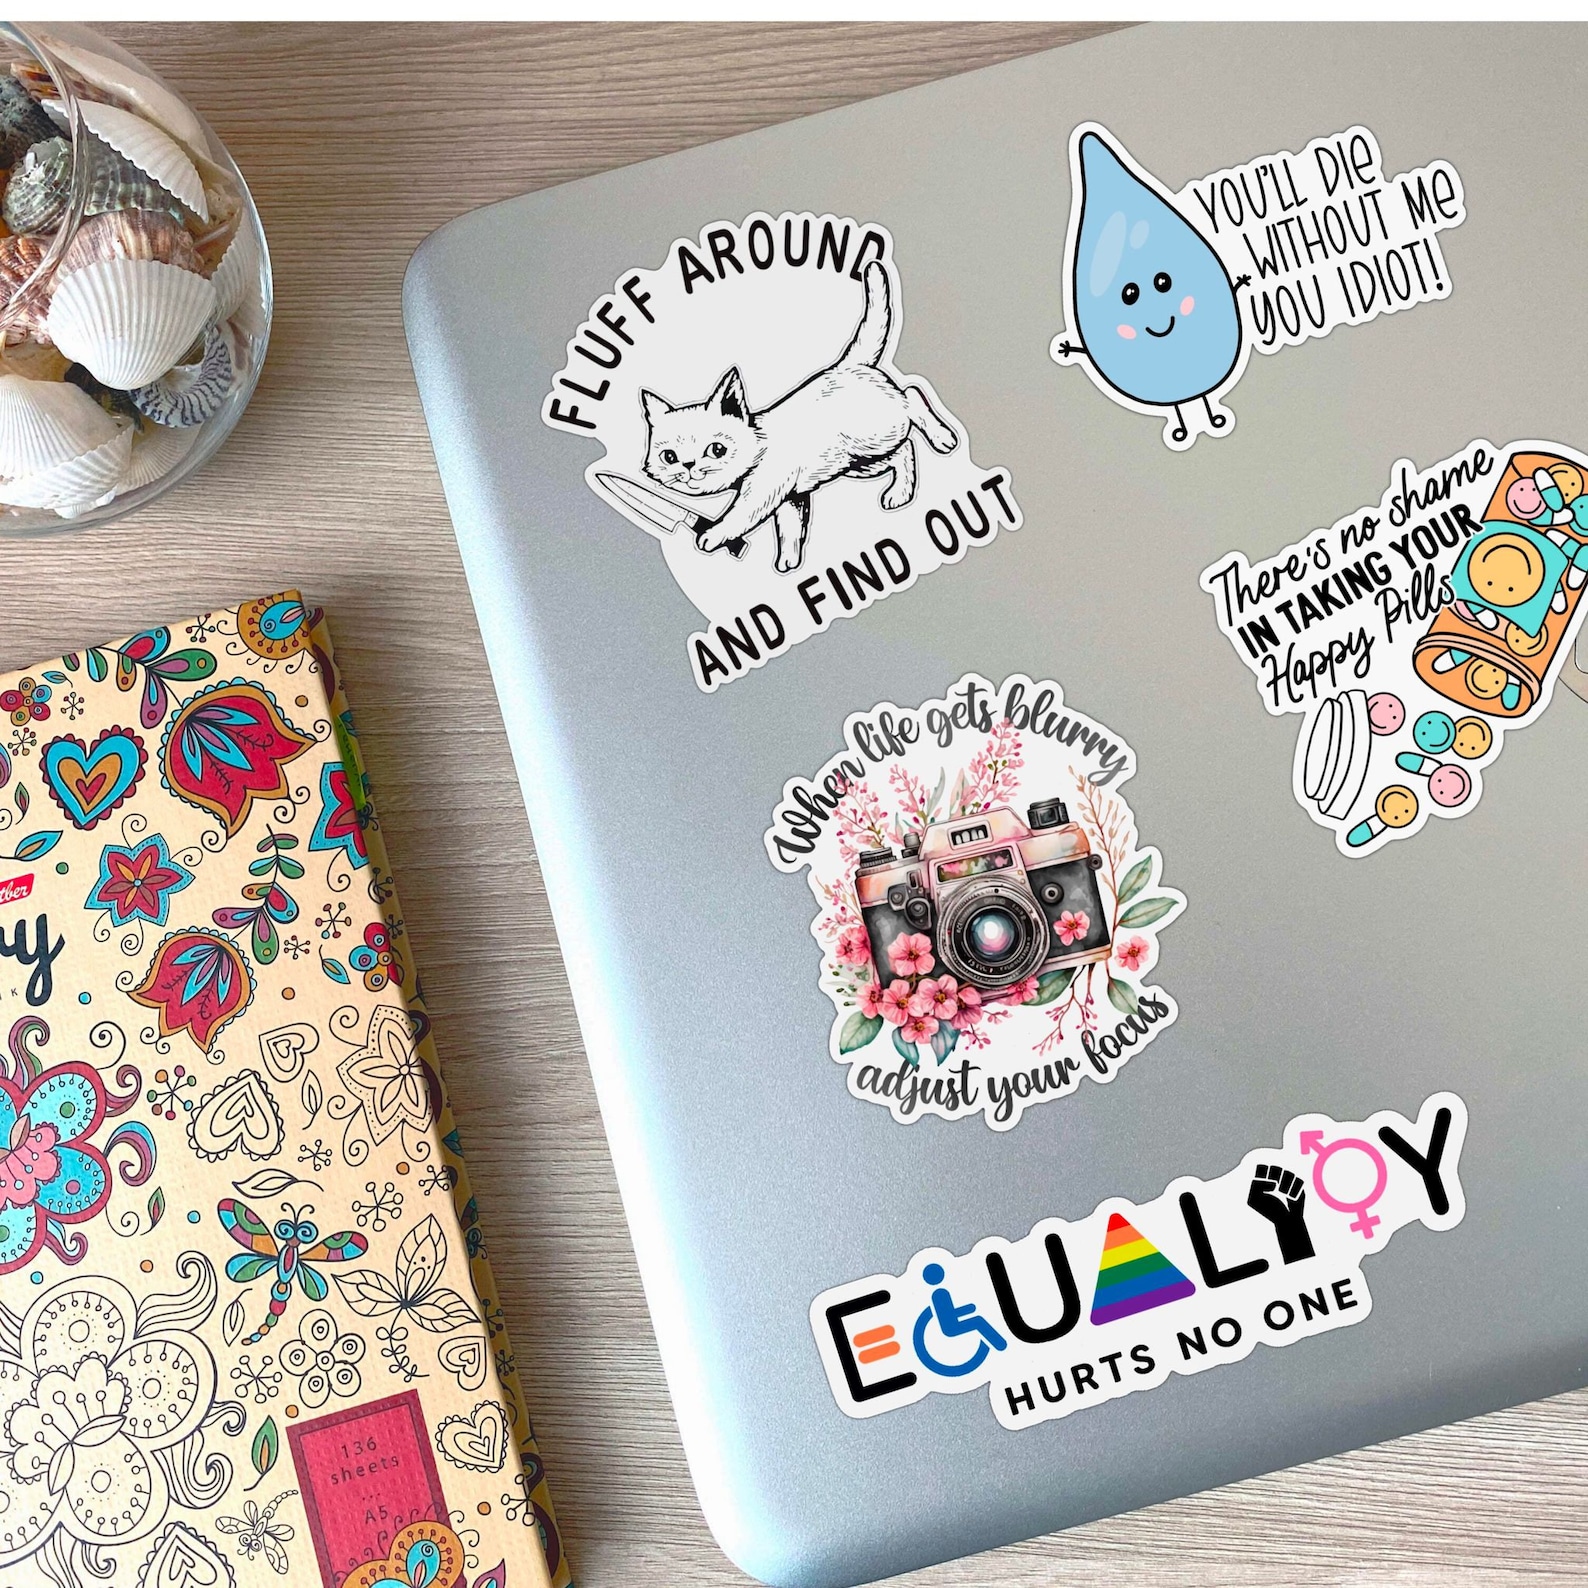 FLUFF AROUND
AND FIND OUT
YOU'LL DIE
WITHOUT ME
YOU IDIOT!
There's no shame
IN TAKING YOUR
Happy Pills
When life gets blurry
adjust your focus
EQUALITY
HURTS NO ONE
136
sheets
...
A5